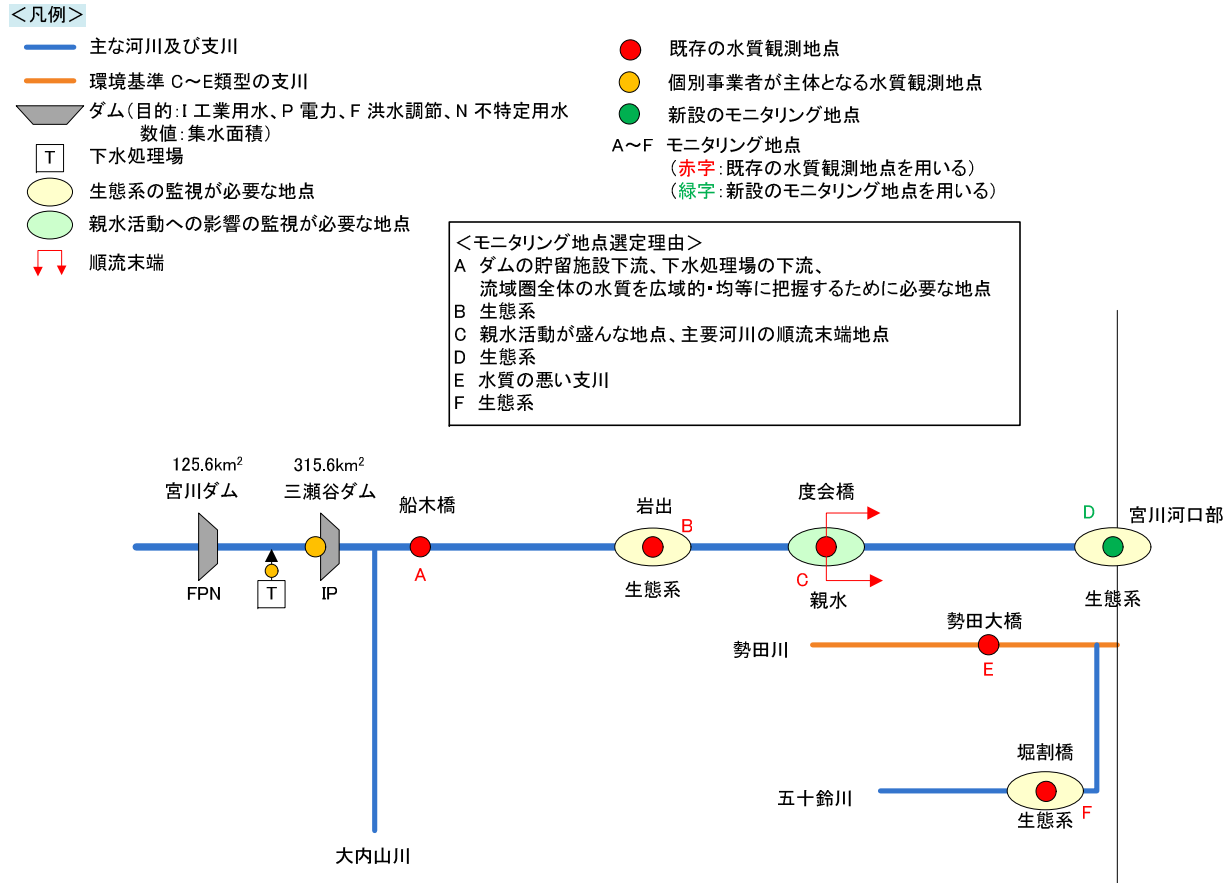 ＜凡例＞
主な河川及び支川
環境基準 C～E類型の支川
ダム(目的:I 工業用水、P 電力、F 洪水調節、N 不特定用水
数値:集水面積)
T
下水処理場
生態系の監視が必要な地点
親水活動への影響の監視が必要な地点
順流末端
既存の水質観測地点
個別事業者が主体となる水質観測地点
新設のモニタリング地点
A～F モニタリング地点
(赤字:既存の水質観測地点を用いる)
(緑字:新設のモニタリング地点を用いる)
＜モニタリング地点選定理由＞
A ダムの貯留施設下流、下水処理場の下流、
流域圏全体の水質を広域的・均等に把握するために必要な地点
B 生態系
C 親水活動が盛んな地点、主要河川の順流末端地点
D 生態系
E 水質の悪い支川
F 生態系
125.6km²
宮川ダム
FPN
T
315.6km²
三瀬谷ダム
IP
船木橋
A
岩出
B
生態系
度会橋
C
親水
D
宮川河口部
生態系
勢田大橋
勢田川
E
堀割橋
五十鈴川
F
生態系
大内山川